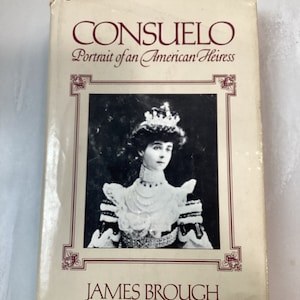 CONSUELO
Portrait of an American Heiress
JAMES BROUGH